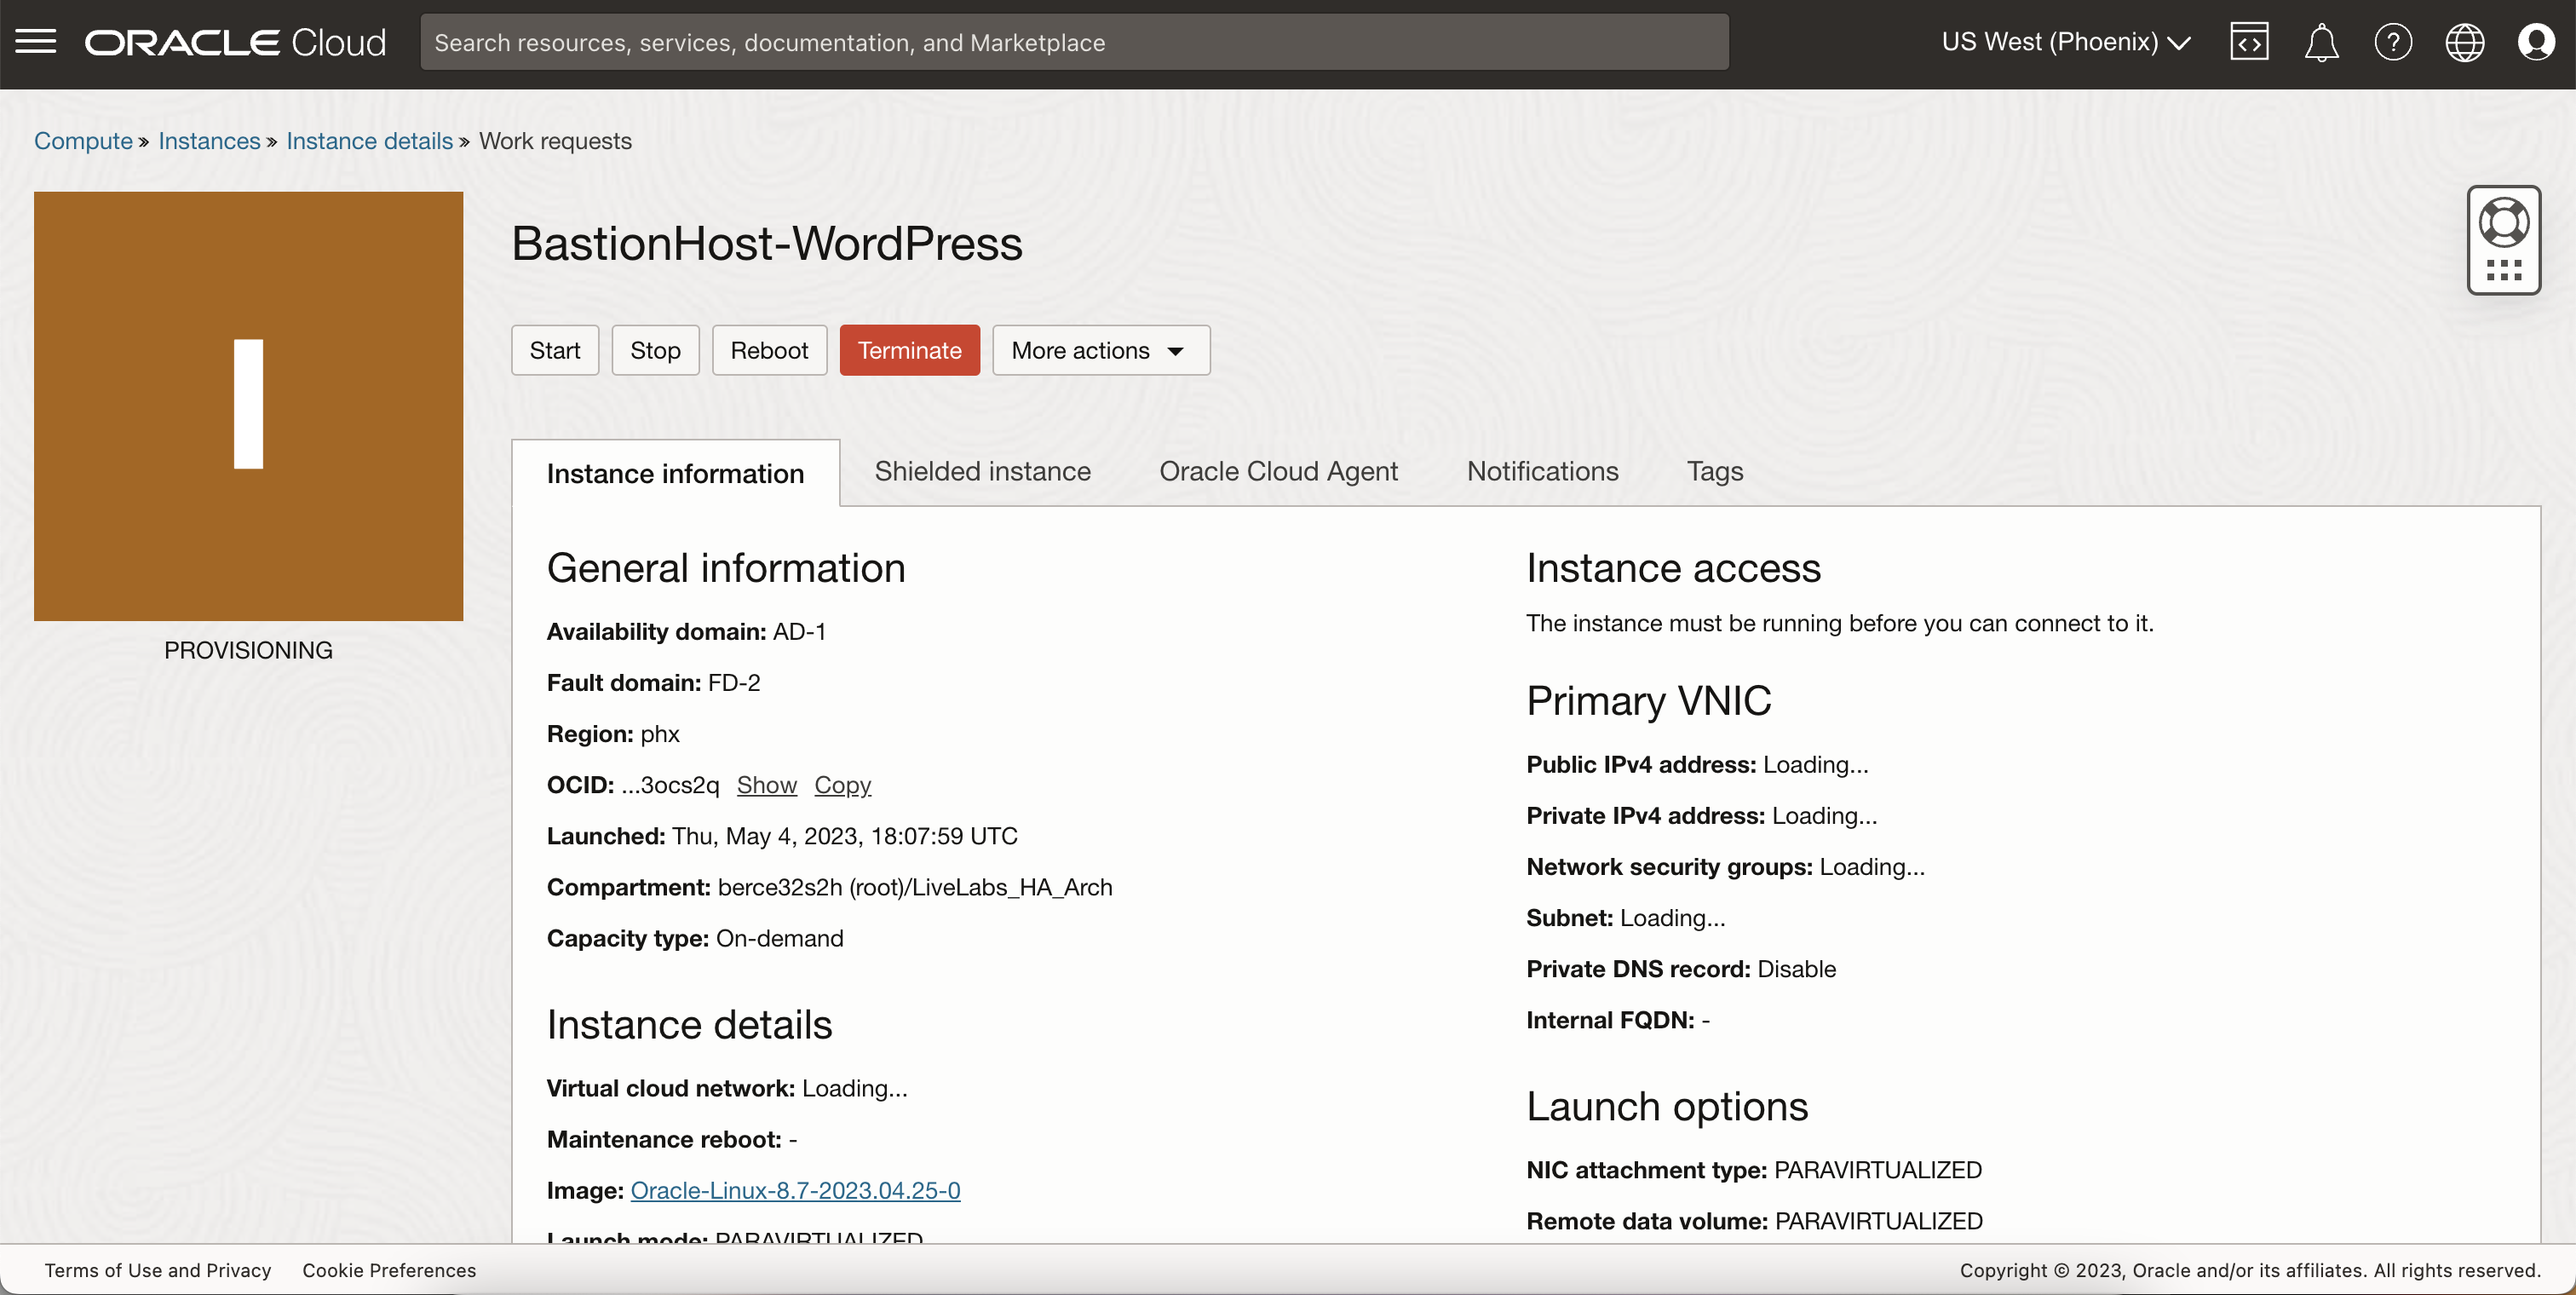 ORACLE Cloud
Search resources, services, documentation, and Marketplace
US West (Phoenix)
Compute » Instances » Instance details » Work requests
I
PROVISIONING
BastionHost-WordPress
Start Stop Reboot Terminate More actions
Instance information Shielded instance Oracle Cloud Agent Notifications Tags
General information
Availability domain: AD-1
Fault domain: FD-2
Region: phx
OCID: ...3ocs2q Show Copy
Launched: Thu, May 4, 2023, 18:07:59 UTC
Compartment: berce32s2h (root)/LiveLabs_HA_Arch
Capacity type: On-demand
Instance details
Virtual cloud network: Loading...
Maintenance reboot: -
Image: Oracle-Linux-8.7-2023.04.25-0
Launch mode: PARAVIRTUALIZED
Instance access
The instance must be running before you can connect to it.
Primary VNIC
Public IPv4 address: Loading...
Private IPv4 address: Loading...
Network security groups: Loading...
Subnet: Loading...
Private DNS record: Disable
Internal FQDN: -
Launch options
NIC attachment type: PARAVIRTUALIZED
Remote data volume: PARAVIRTUALIZED
Terms of Use and Privacy Cookie Preferences
Copyright © 2023, Oracle and/or its affiliates. All rights reserved.